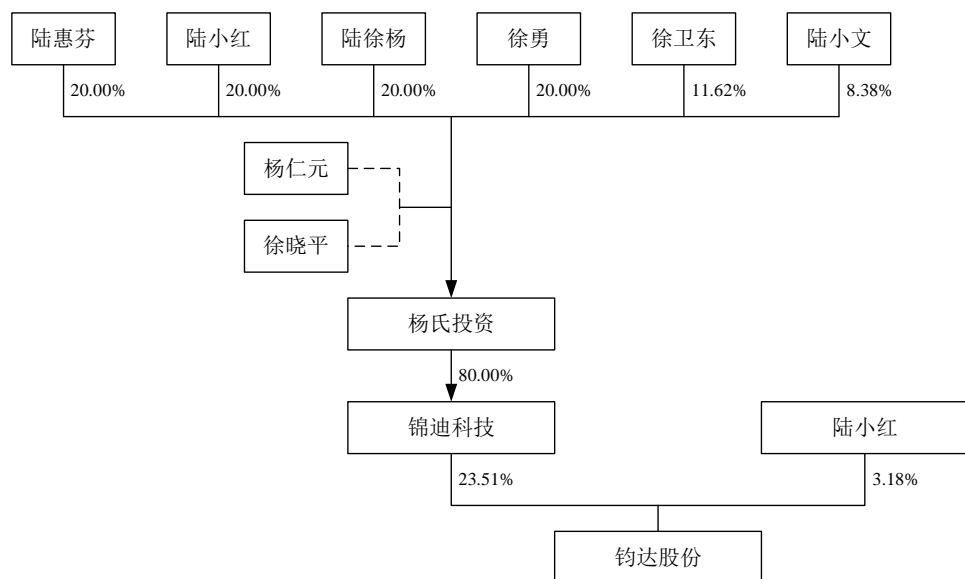 陆惠芬 陆小红 陆徐杨 徐勇 徐卫东 陆小文
20.00% 20.00% 20.00% 20.00% 11.62% 8.38%
杨仁元
徐晓平
杨氏投资
80.00%
锦迪科技 陆小红
23.51% 3.18%
钧达股份